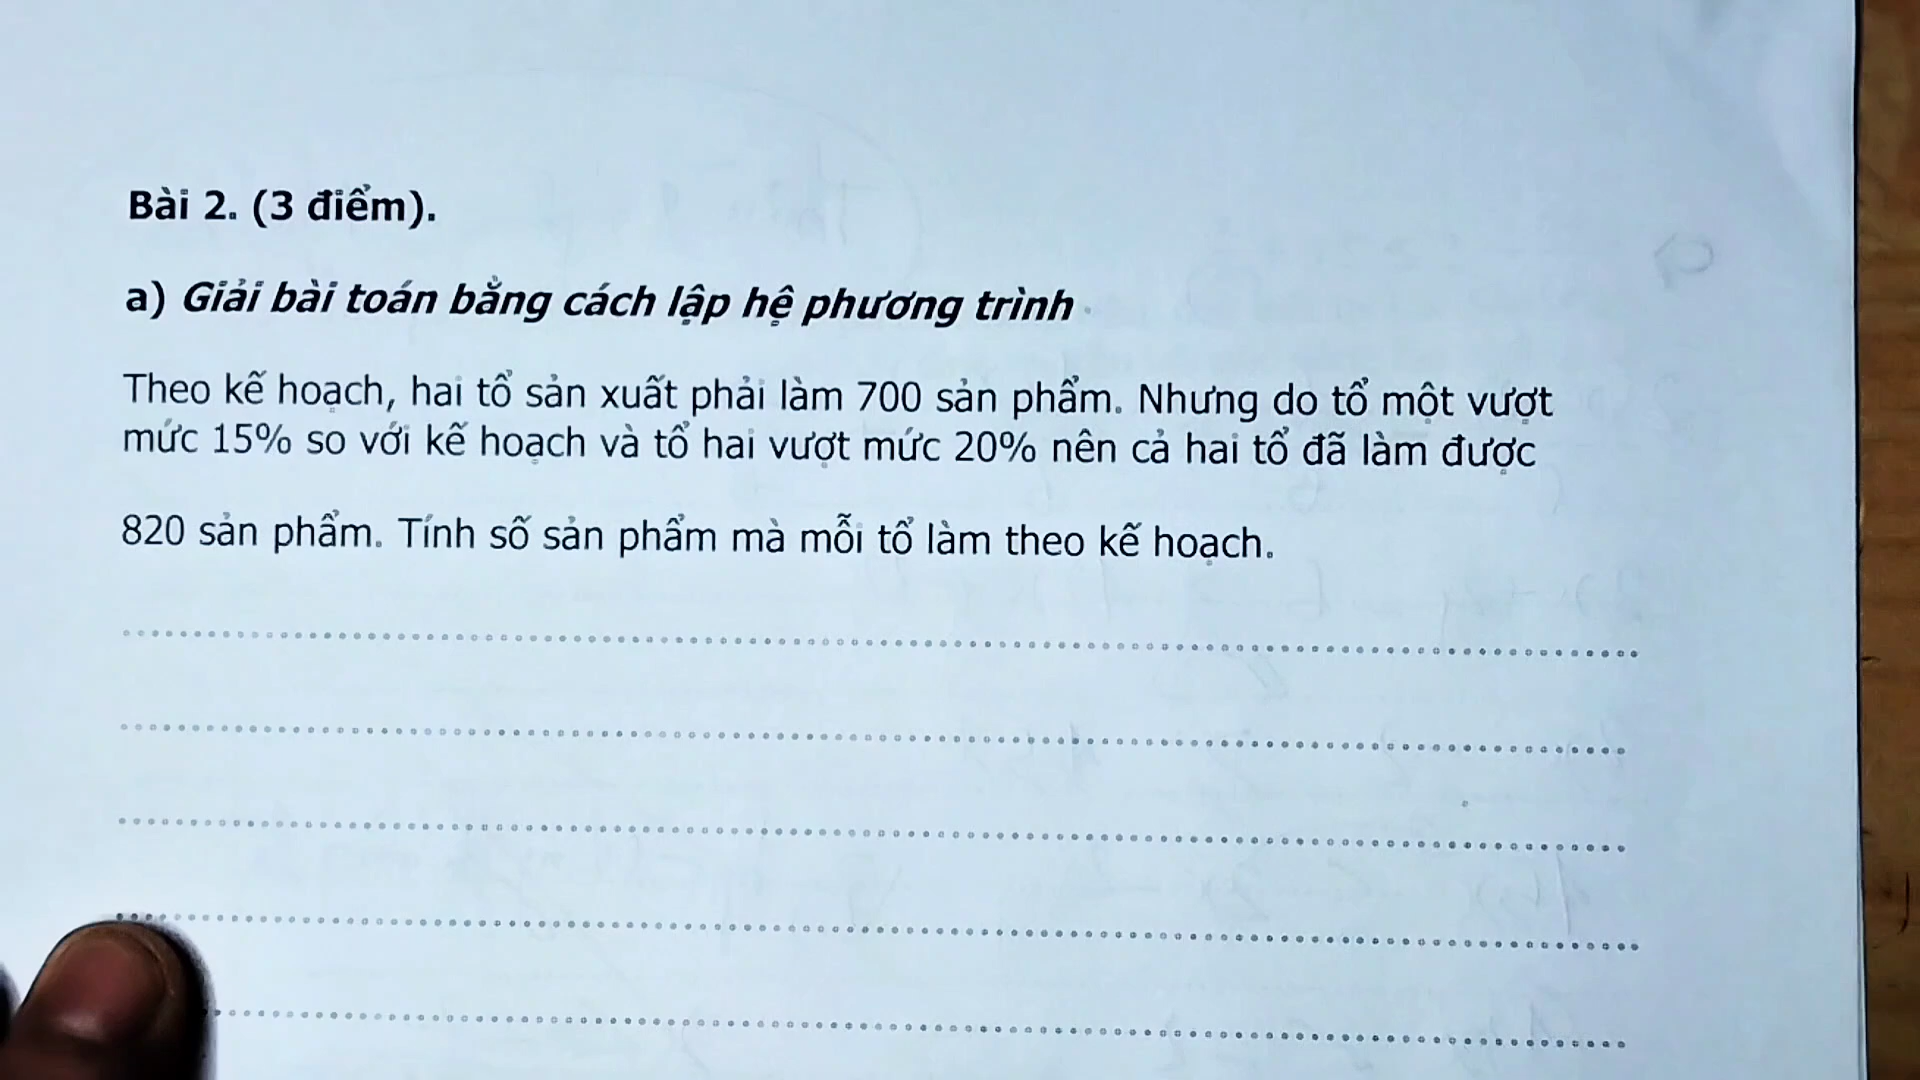 Bài 2. (3 điểm).
a) Giải bài toán bằng cách lập hệ phương trình
Theo kế hoạch, hai tổ sản xuất phải làm 700 sản phẩm. Nhưng do tổ một vượt
mức 15% so với kế hoạch và tổ hai vượt mức 20% nên cả hai tổ đã làm được
820 sản phẩm. Tính số sản phẩm mà mỗi tổ làm theo kế hoạch.